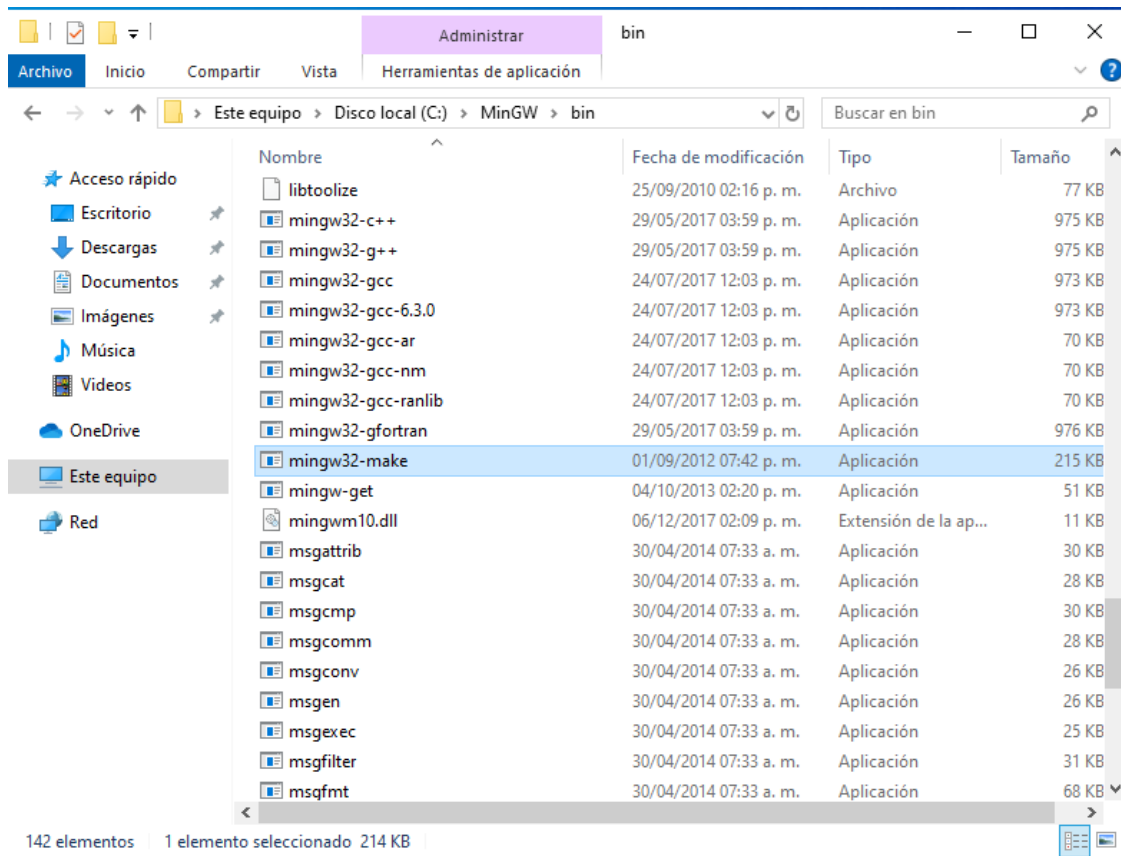 Administrar bin
Archivo Inicio Compartir Vista Herramientas de aplicación
Este equipo > Disco local (C:) > MinGW > bin Buscar en bin
Acceso rápido
Escritorio
Descargas
Documentos
Imágenes
Música
Videos
OneDrive
Este equipo
Red
Nombre Fecha de modificación Tipo Tamaño
libtoolize 25/09/2010 02:16 p. m. Archivo 77 KB
mingw32-c++ 29/05/2017 03:59 p. m. Aplicación 975 KB
mingw32-g++ 29/05/2017 03:59 p. m. Aplicación 975 KB
mingw32-gcc 24/07/2017 12:03 p. m. Aplicación 973 KB
mingw32-gcc-6.3.0 24/07/2017 12:03 p. m. Aplicación 973 KB
mingw32-gcc-ar 24/07/2017 12:03 p. m. Aplicación 70 KB
mingw32-gcc-nm 24/07/2017 12:03 p. m. Aplicación 70 KB
mingw32-gcc-ranlib 24/07/2017 12:03 p. m. Aplicación 70 KB
mingw32-gfortran 29/05/2017 03:59 p. m. Aplicación 976 KB
mingw32-make 01/09/2012 07:42 p. m. Aplicación 215 KB
mingw-get 04/10/2013 02:20 p. m. Aplicación 51 KB
mingwm10.dll 06/12/2017 02:09 p. m. Extensión de la ap... 11 KB
msgattrib 30/04/2014 07:33 a. m. Aplicación 30 KB
msgcat 30/04/2014 07:33 a. m. Aplicación 28 KB
msgcmp 30/04/2014 07:33 a. m. Aplicación 30 KB
msgcomm 30/04/2014 07:33 a. m. Aplicación 28 KB
msgconv 30/04/2014 07:33 a. m. Aplicación 26 KB
msgen 30/04/2014 07:33 a. m. Aplicación 26 KB
msgexec 30/04/2014 07:33 a. m. Aplicación 25 KB
msgfilter 30/04/2014 07:33 a. m. Aplicación 31 KB
msgfmt 30/04/2014 07:33 a. m. Aplicación 68 KB
142 elementos 1 elemento seleccionado 214 KB